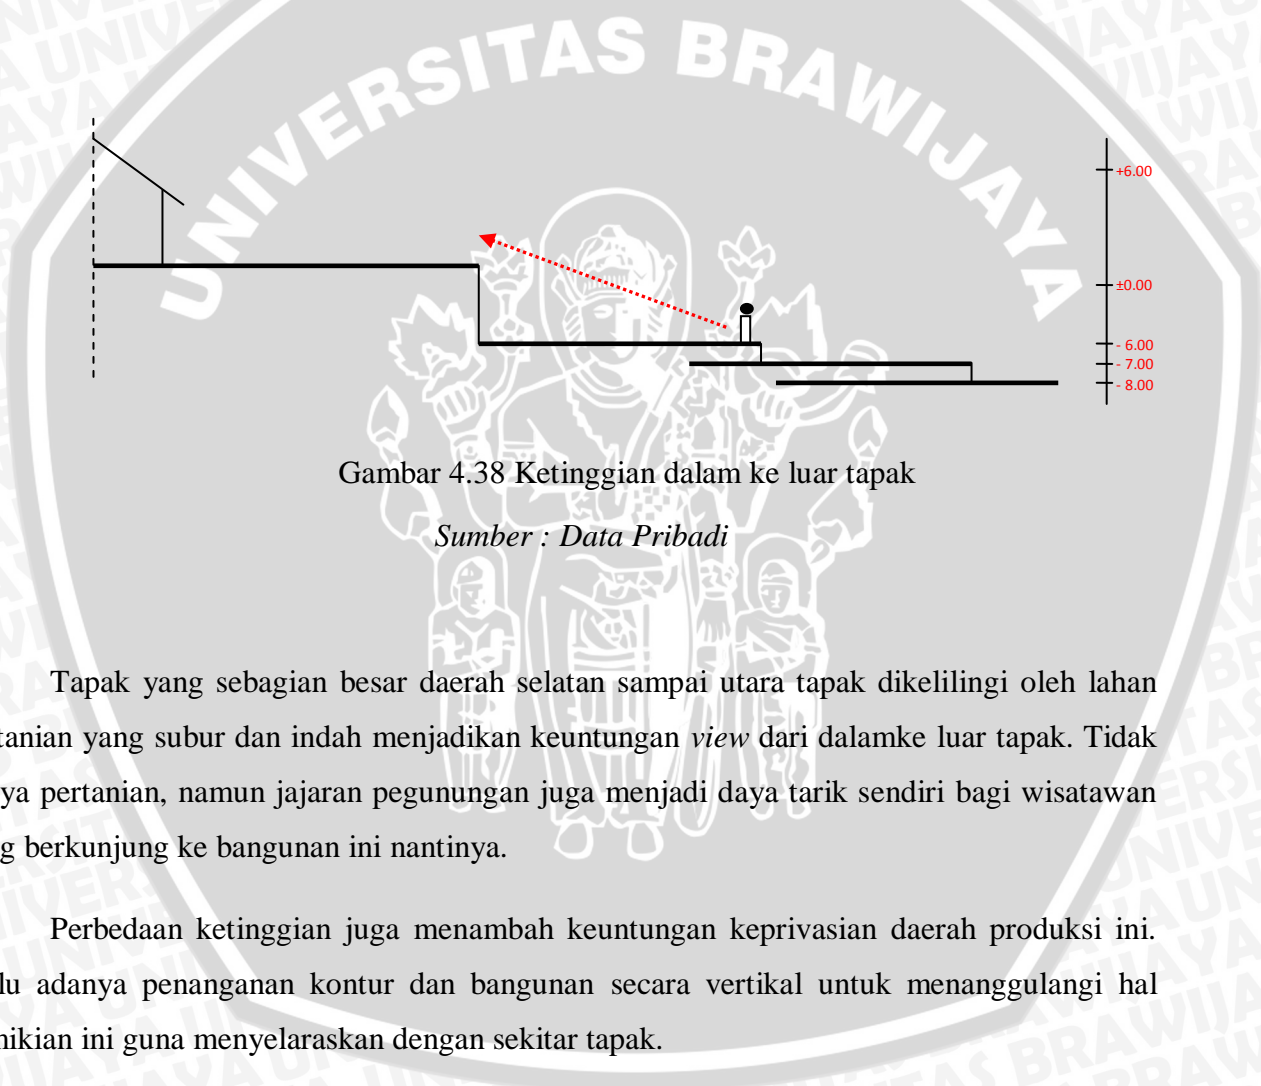 UNIVERSITAS BRAWIJAYA
+6.00
±0.00
- 6.00
- 7.00
- 8.00
Gambar 4.38 Ketinggian dalam ke luar tapak
Sumber : Data Pribadi
Tapak yang sebagian besar daerah selatan sampai utara tapak dikelilingi oleh lahan
tanian yang subur dan indah menjadikan keuntungan view dari dalamke luar tapak. Tidak
ya pertanian, namun jajaran pegunungan juga menjadi daya tarik sendiri bagi wisatawan
g berkunjung ke bangunan ini nantinya.
Perbedaan ketinggian juga menambah keuntungan keprivasian daerah produksi ini.
lu adanya penanganan kontur dan bangunan secara vertikal untuk menanggulangi hal
nikian ini guna menyelaraskan dengan sekitar tapak.